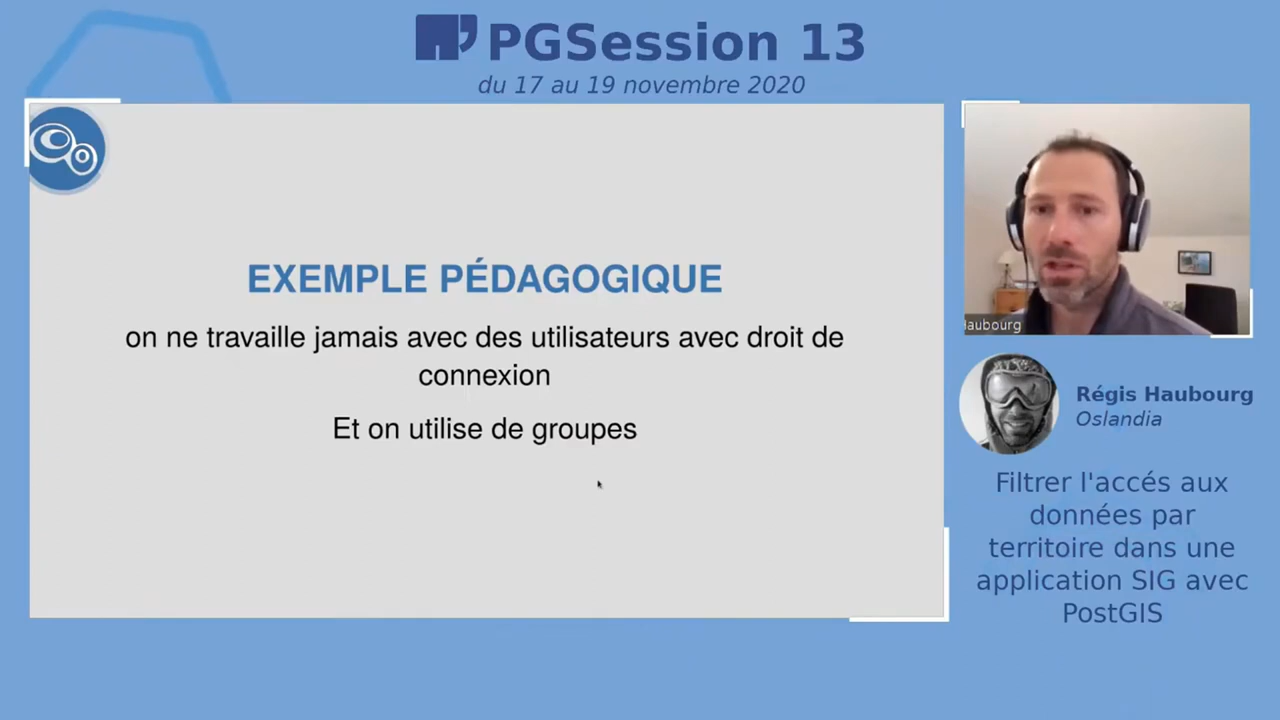 PGSession 13
du 17 au 19 novembre 2020
EXEMPLE PÉDAGOGIQUE
on ne travaille jamais avec des utilisateurs avec droit de
connexion
Et on utilise de groupes
Haubourg
Régis Haubourg
Oslandia
Filtrer l'accés aux
données par
territoire dans une
application SIG avec
PostGIS